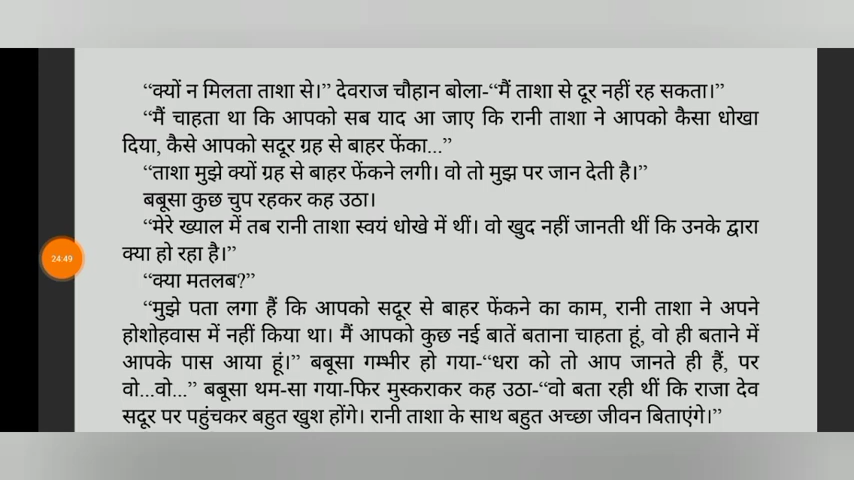 “क्यों न मिलता ताशा से।” देवराज चौहान बोला-“मैं ताशा से दूर नहीं रह सकता।”
“मैं चाहता था कि आपको सब याद आ जाए कि रानी ताशा ने आपको कैसा धोखा
दिया, कैसे आपको सदूर ग्रह से बाहर फेंका...”
“ताशा मुझे क्यों ग्रह से बाहर फेंकने लगी। वो तो मुझ पर जान देती है।”
बबूसा कुछ चुप रहकर कह उठा।
“मेरे ख्याल में तब रानी ताशा स्वयं धोखे में थीं। वो खुद नहीं जानती थीं कि उनके द्वारा
क्या हो रहा है।”
24:49
“क्या मतलब?”
“मुझे पता लगा हैं कि आपको सदूर से बाहर फेंकने का काम, रानी ताशा ने अपने
होशोहवास में नहीं किया था। मैं आपको कुछ नई बातें बताना चाहता हूं, वो ही बताने में
आपके पास आया हूं।” बबूसा गम्भीर हो गया-“धरा को तो आप जानते ही हैं, पर
वो...वो...” बबूसा थम-सा गया-फिर मुस्कराकर कह उठा-“वो बता रही थीं कि राजा देव
सदूर पर पहुंचकर बहुत खुश होंगे। रानी ताशा के साथ बहुत अच्छा जीवन बिताएंगे।”